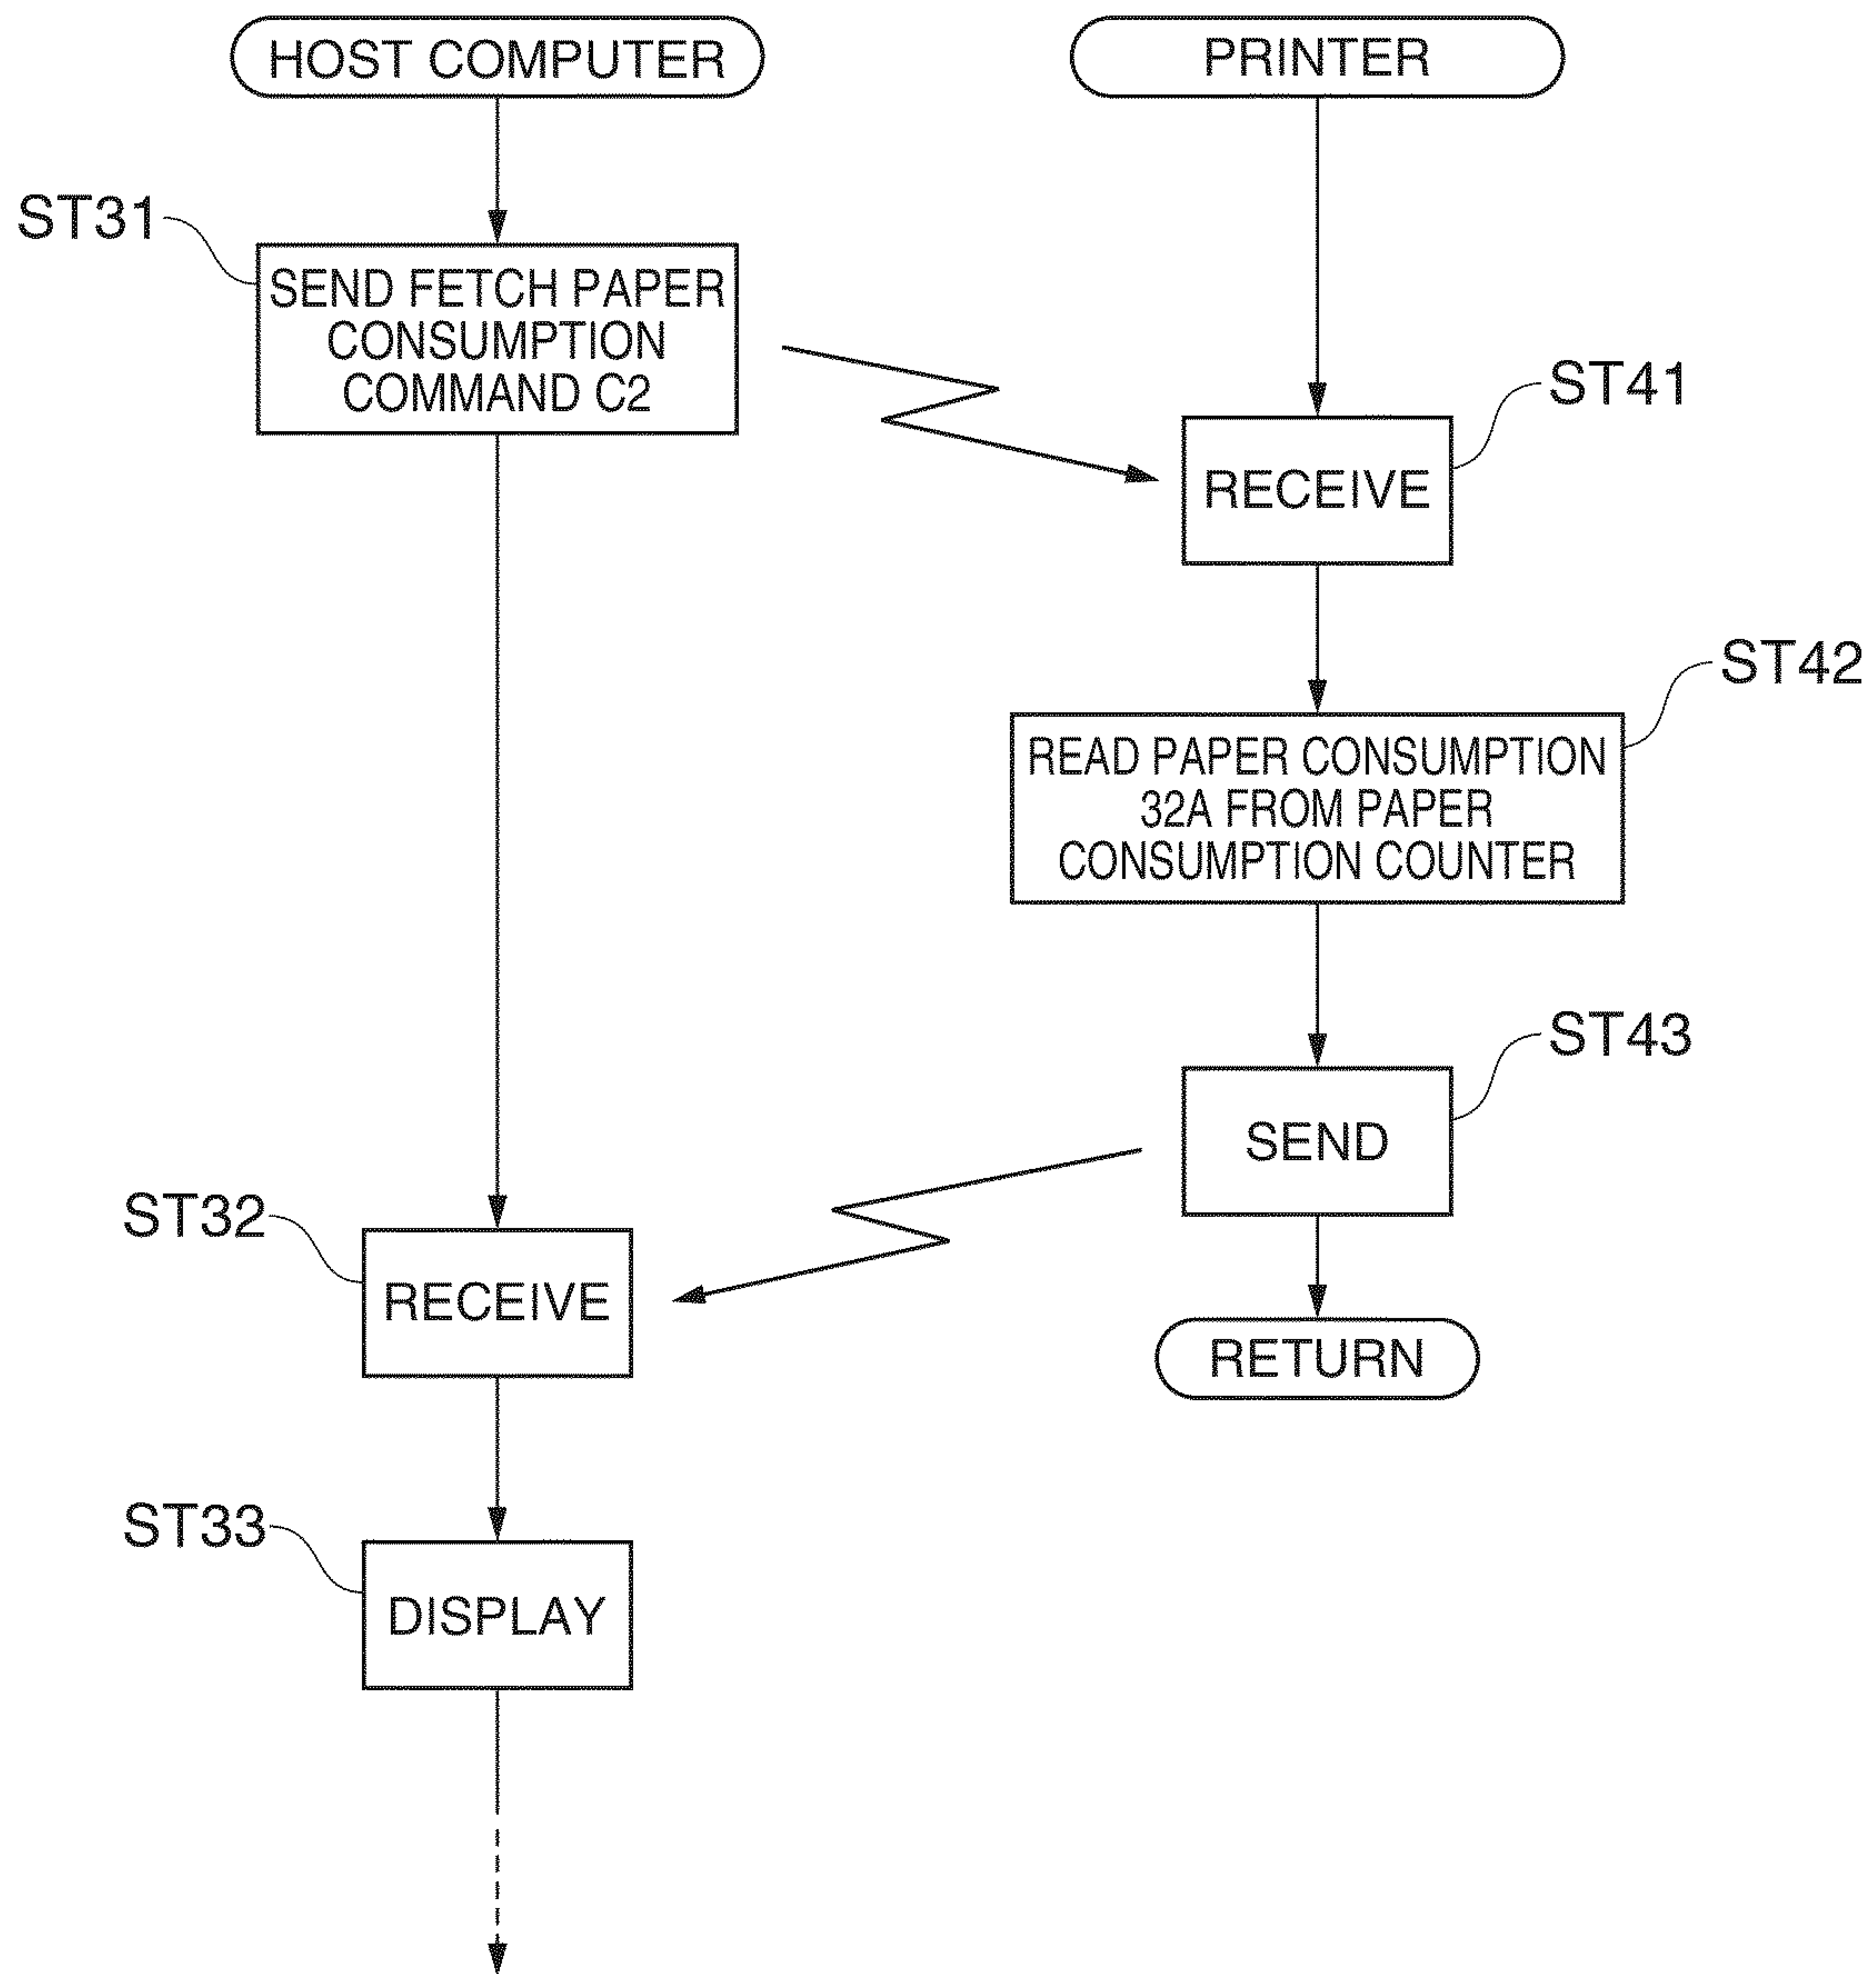 HOST COMPUTER
PRINTER
ST31
SEND FETCH PAPER
CONSUMPTION
COMMAND C2
ST41
RECEIVE
ST42
READ PAPER CONSUMPTION
32A FROM PAPER
CONSUMPTION COUNTER
ST43
SEND
ST32
RECEIVE
RETURN
ST33
DISPLAY